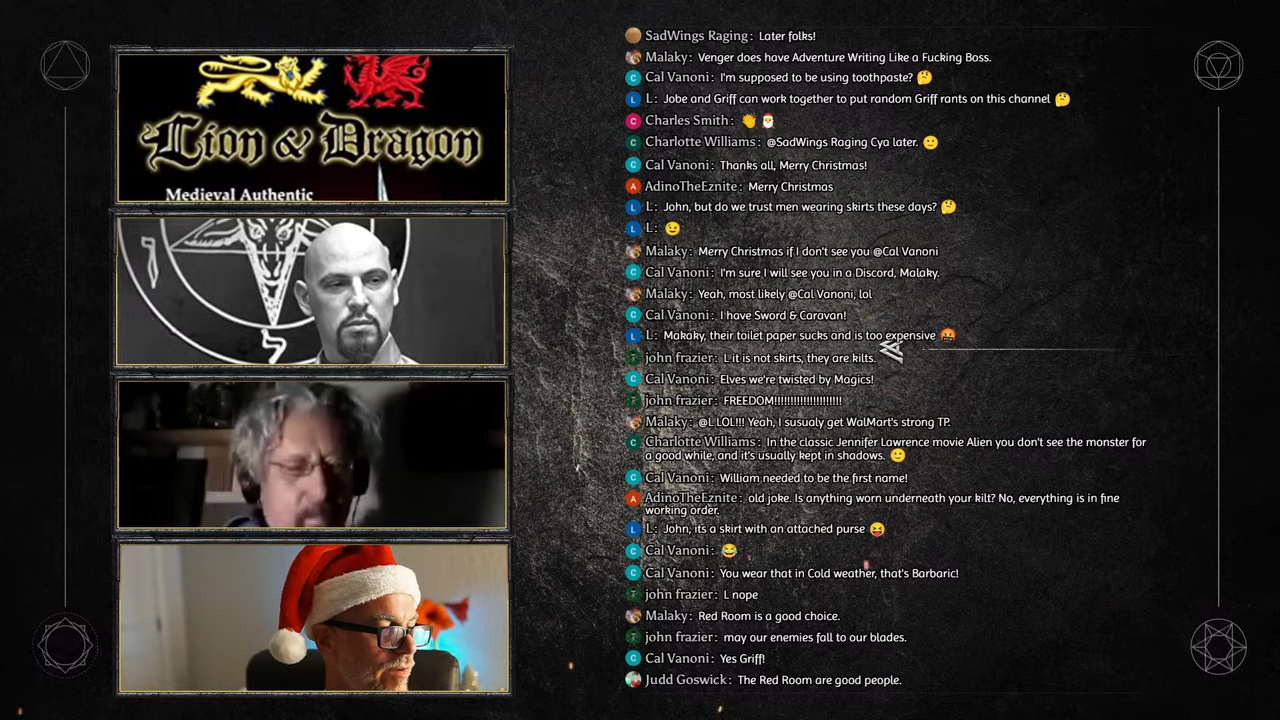 Lion & Dragon
Medieval Authentic
SadWings Raging: Later folks!
Malaky: Venger does have Adventure Writing Like a Fucking Boss.
Cal Vanoni: I'm supposed to be using toothpaste? 🤔
L: Jobe and Griff can work together to put random Griff rants on this channel 🤔
Charles Smith: 👏 🎅
Charlotte Williams: @SadWings Raging Cya later. 🙂
Cal Vanoni: Thanks all, Merry Christmas!
AdinoTheEznite: Merry Christmas
L: John, but do we trust men wearing skirts these days? 🤔
L: 😉
Malaky: Merry Christmas if I don't see you @Cal Vanoni
Cal Vanoni: I'm sure I will see you in a Discord, Malaky.
Malaky: Yeah, most likely @Cal Vanoni, lol
Cal Vanoni: I have Sword & Caravan!
L: Makaky, their toilet paper sucks and is too expensive 🤬
john frazier: L it is not skirts, they are kilts.
Cal Vanoni: Elves we're twisted by Magics!
john frazier: FREEDOM!!!!!!!!!!!!!!!!!!!!!!
Malaky: @L LOL!!! Yeah, I susualy get WalMart's strong TP.
Charlotte Williams: In the classic Jennifer Lawrence movie Alien you don't see the monster for
a good while, and it's usually kept in shadows. 🙂
Cal Vanoni: William needed to be the first name!
AdinoTheEznite: old joke. Is anything worn underneath your kilt? No, everything is in fine
working order.
L: John, its a skirt with an attached purse 😝
Cal Vanoni: 😂
Cal Vanoni: You wear that in Cold weather, that's Barbaric!
john frazier: L nope
Malaky: Red Room is a good choice.
john frazier: may our enemies fall to our blades.
Cal Vanoni: Yes Griff!
Judd Goswick: The Red Room are good people.